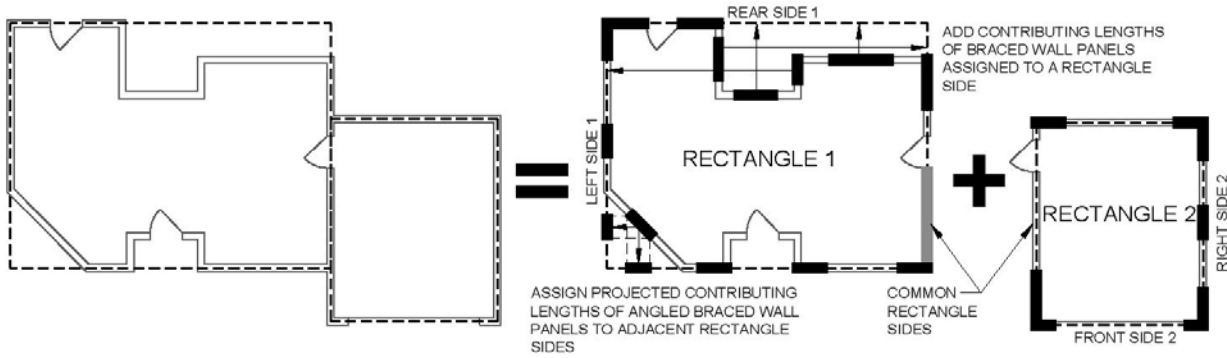 REAR SIDE 1
ADD CONTRIBUTING LENGTHS
OF BRACED WALL PANELS
ASSIGNED TO A RECTANGLE
SIDE
LEFT SIDE 1
RECTANGLE 1
RECTANGLE 2
RIGHT SIDE 2
ASSIGN PROJECTED CONTRIBUTING
LENGTHS OF ANGLED BRACED WALL
PANELS TO ADJACENT RECTANGLE
SIDES
COMMON
RECTANGLE
SIDES
FRONT SIDE 2